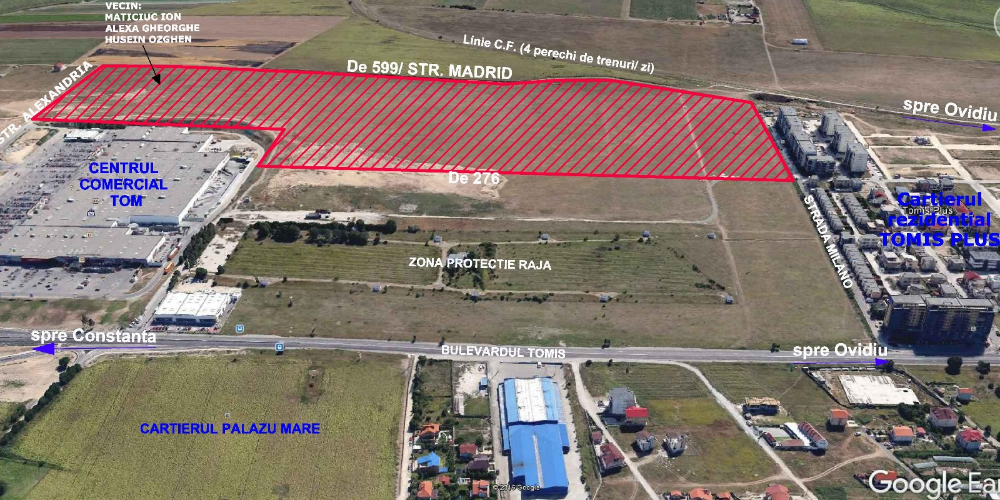 VECIN:
MATICIUC ION
ALEXA GHEORGHE
HUSEIN OZGHEN
Linie C.F. (4 perechi de trenuri/ zi)
De 599/ STR. MADRID
STR. ALEXANDRIA
spre Ovidiu
CENTRUL
COMERCIAL
TOM
De 276
STRADA MILANO
Cartierul
Tomis Plus
rezidential
TOMIS PLUS
ZONA PROTECTIE RAJA
spre Constanta
BULEVARDUL TOMIS
spre Ovidiu
CARTIERUL PALAZU MARE
© 2016 Google
Google Ear